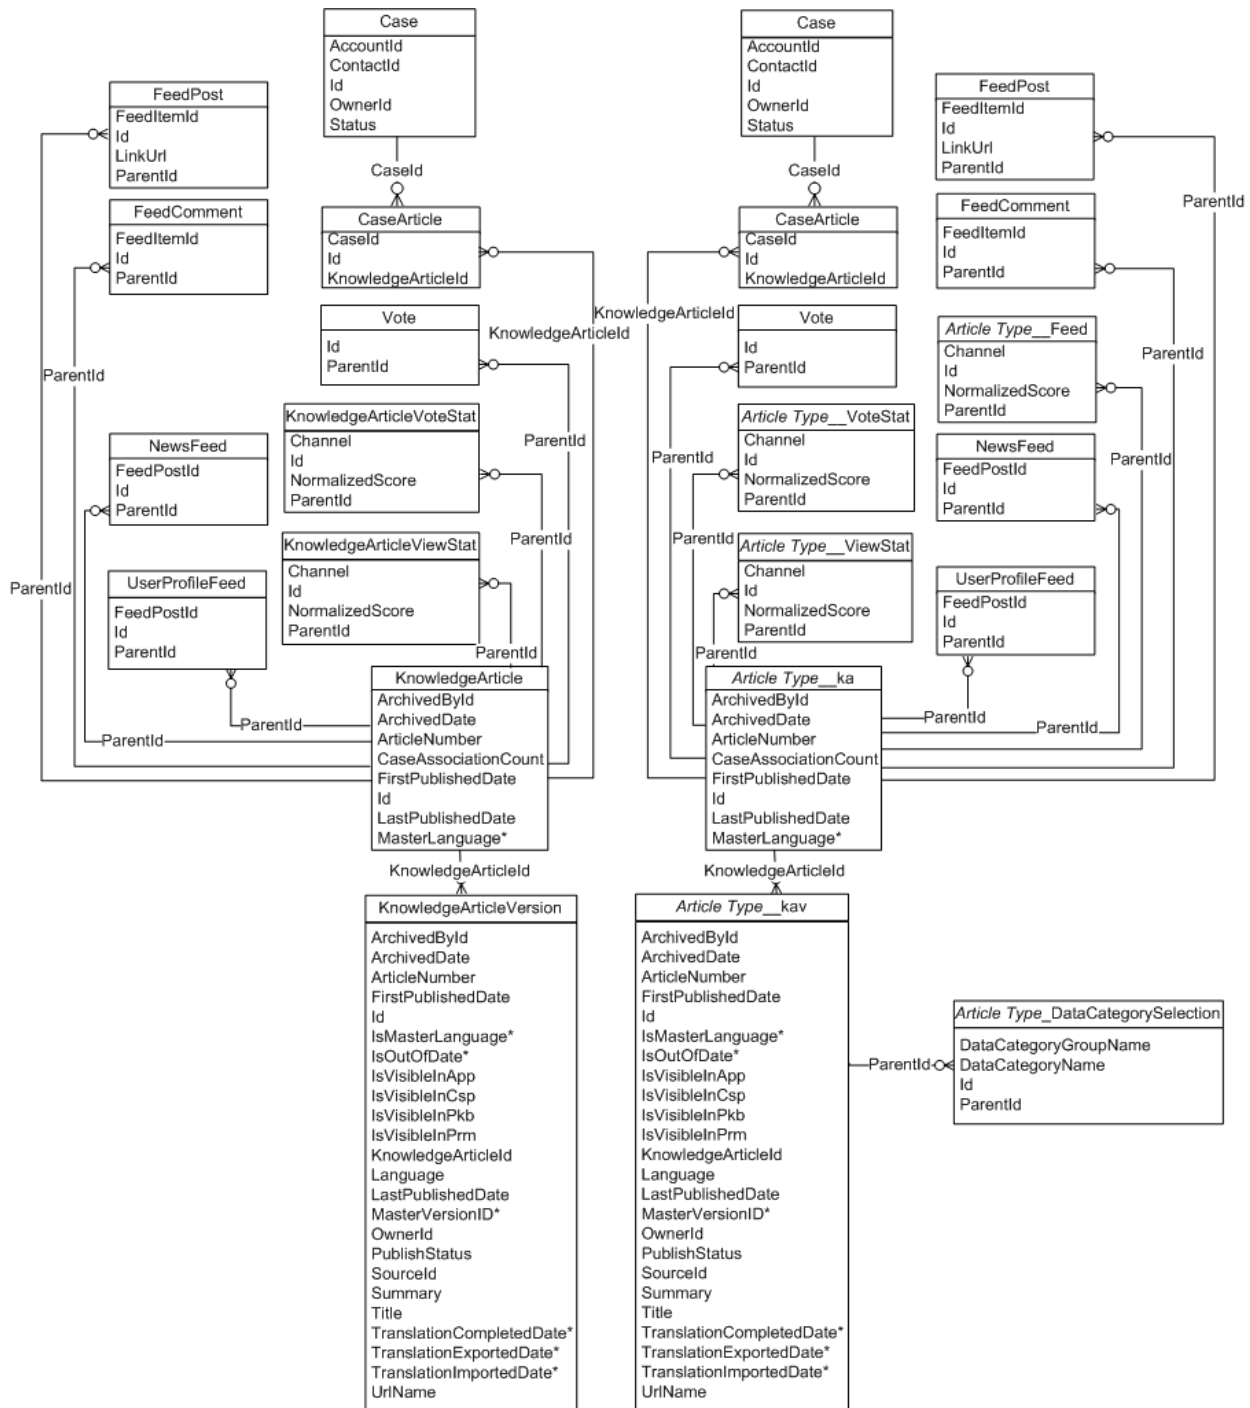 Case
AccountId
ContactId
Id
OwnerId
Status
CaseId
FeedPost
FeedItemId
Id
LinkUrl
ParentId
FeedComment
FeedItemId
Id
ParentId
CaseArticle
CaseId
Id
KnowledgeArticleId
KnowledgeArticleId
Vote
Id
ParentId
ParentId
KnowledgeArticleVoteStat
Channel
Id
NormalizedScore
ParentId
ParentId
NewsFeed
FeedPostId
Id
ParentId
ParentId
KnowledgeArticleViewStat
Channel
Id
NormalizedScore
ParentId
ParentId
UserProfileFeed
FeedPostId
Id
ParentId
ParentId
ParentId
ParentId
KnowledgeArticle
ArchivedById
ArchivedDate
ArticleNumber
CaseAssociationCount
FirstPublishedDate
Id
LastPublishedDate
MasterLanguage*
KnowledgeArticleId
KnowledgeArticleVersion
ArchivedById
ArchivedDate
ArticleNumber
FirstPublishedDate
Id
IsMasterLanguage*
IsOutOfDate*
IsVisibleInApp
IsVisibleInCsp
IsVisibleInPkb
IsVisibleInPrm
KnowledgeArticleId
Language
LastPublishedDate
MasterVersionID*
OwnerId
PublishStatus
SourceId
Summary
Title
TranslationCompletedDate*
TranslationExportedDate*
TranslationImportedDate*
UrlName
Case
AccountId
ContactId
Id
OwnerId
Status
CaseId
FeedPost
FeedItemId
Id
LinkUrl
ParentId
ParentId
CaseArticle
CaseId
Id
KnowledgeArticleId
KnowledgeArticleId
FeedComment
FeedItemId
Id
ParentId
ParentId
Vote
Id
ParentId
ParentId
Article Type__Feed
Channel
Id
NormalizedScore
ParentId
ParentId
Article Type__VoteStat
Channel
Id
NormalizedScore
ParentId
ParentId
NewsFeed
FeedPostId
Id
ParentId
ParentId
Article Type__ViewStat
Channel
Id
NormalizedScore
ParentId
ParentId
UserProfileFeed
FeedPostId
Id
ParentId
ParentId
Article Type__ka
ArchivedById
ArchivedDate
ArticleNumber
CaseAssociationCount
FirstPublishedDate
Id
LastPublishedDate
MasterLanguage*
KnowledgeArticleId
Article Type__kav
ArchivedById
ArchivedDate
ArticleNumber
FirstPublishedDate
Id
IsMasterLanguage*
IsOutOfDate*
IsVisibleInApp
IsVisibleInCsp
IsVisibleInPkb
IsVisibleInPrm
KnowledgeArticleId
Language
LastPublishedDate
MasterVersionID*
OwnerId
PublishStatus
SourceId
Summary
Title
TranslationCompletedDate*
TranslationExportedDate*
TranslationImportedDate*
UrlName
ParentId
Article Type_DataCategorySelection
DataCategoryGroupName
DataCategoryName
Id
ParentId